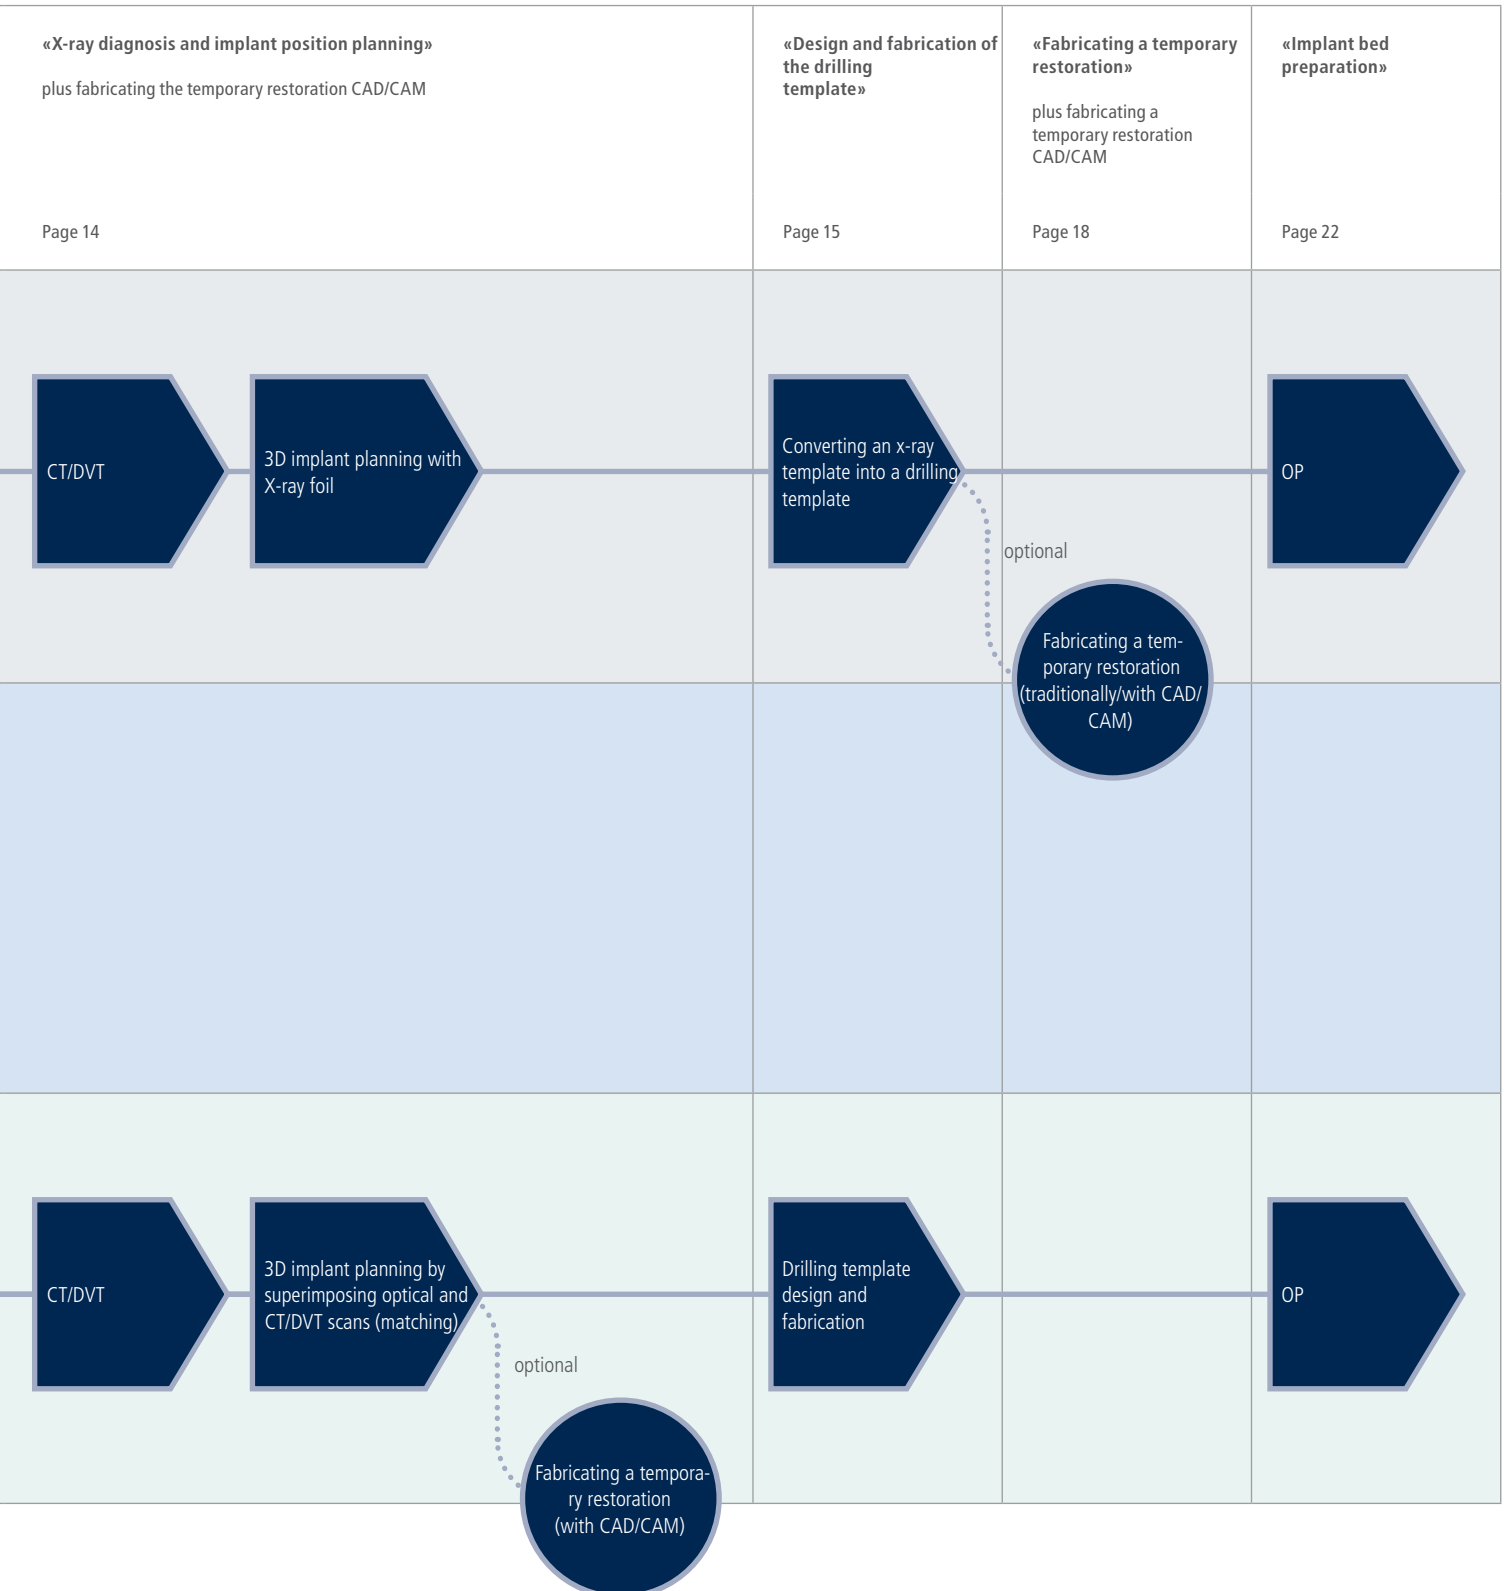 «X-ray diagnosis and implant position planning»
plus fabricating the temporary restoration CAD/CAM
Page 14
«Design and fabrication of
the drilling
template»
Page 15
«Fabricating a temporary
restoration»
plus fabricating a
temporary restoration
CAD/CAM
Page 18
«Implant bed
preparation»
Page 22
CT/DVT
3D implant planning with
X-ray foil
Converting an x-ray
template into a drilling
template
optional
Fabricating a tem-
porary restoration
(traditionally/with CAD/
CAM)
OP
CT/DVT
3D implant planning by
superimposing optical and
CT/DVT scans (matching)
optional
Fabricating a tempora-
ry restoration
(with CAD/CAM)
Drilling template
design and
fabrication
OP